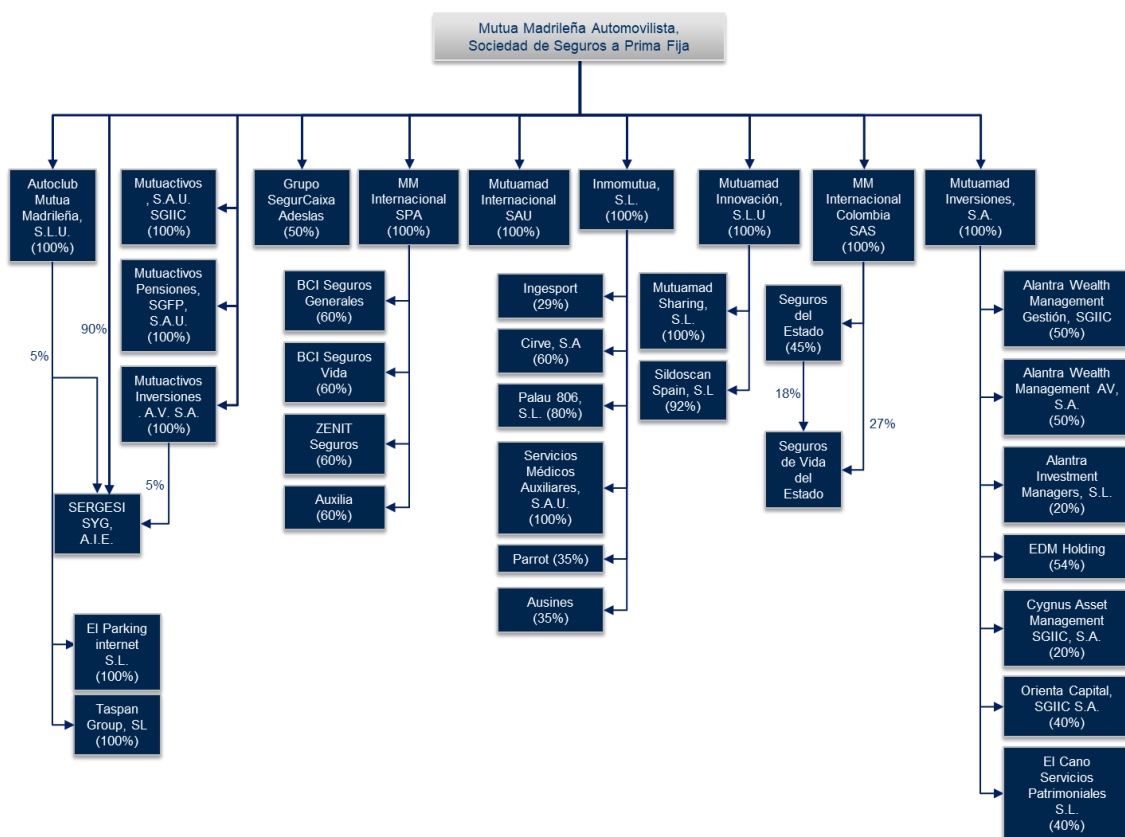 Mutua Madrileña Automovilista,
Sociedad de Seguros a Prima Fija
Autoclub
Mutua
Madrileña,
S.L.U.
(100%)
Mutuactivos
, S.A.U.
SGIIC
(100%)
Mutuactivos
Pensiones,
SGFP,
S.A.U.
(100%)
Mutuactivos
Inversiones
. A.V. S.A.
(100%)
90%
5%
5%
SERGESI
SYG,
A.I.E.
El Parking
internet
S.L.
(100%)
Taspan
Group, SL
(100%)
Grupo
SegurCaixa
Adeslas
(50%)
MM
Internacional
SPA
(100%)
BCI Seguros
Generales
(60%)
BCI Seguros
Vida
(60%)
ZENIT
Seguros
(60%)
Auxilia
(60%)
Mutuamad
Internacional
SAU
(100%)
Inmomutua,
S.L.
(100%)
Ingesport
(29%)
Cirve, S.A
(60%)
Palau 806,
S.L. (80%)
Servicios
Médicos
Auxiliares,
S.A.U.
(100%)
Parrot (35%)
Ausines
(35%)
Mutuamad
Innovación,
S.L.U
(100%)
Mutuamad
Sharing,
S.L.
(100%)
Sildoscan
Spain, S.L
(92%)
MM
Internacional
Colombia
SAS
(100%)
Seguros
del
Estado
(45%)
18%
27%
Seguros
de Vida
del
Estado
Mutuamad
Inversiones,
S.A.
(100%)
Alantra Wealth
Management
Gestión, SGIIC
(50%)
Alantra Wealth
Management AV,
S.A.
(50%)
Alantra
Investment
Managers, S.L.
(20%)
EDM Holding
(54%)
Cygnus Asset
Management
SGIIC, S.A.
(20%)
Orienta Capital,
SGIIC S.A.
(40%)
El Cano
Servicios
Patrimoniales
S.L.
(40%)